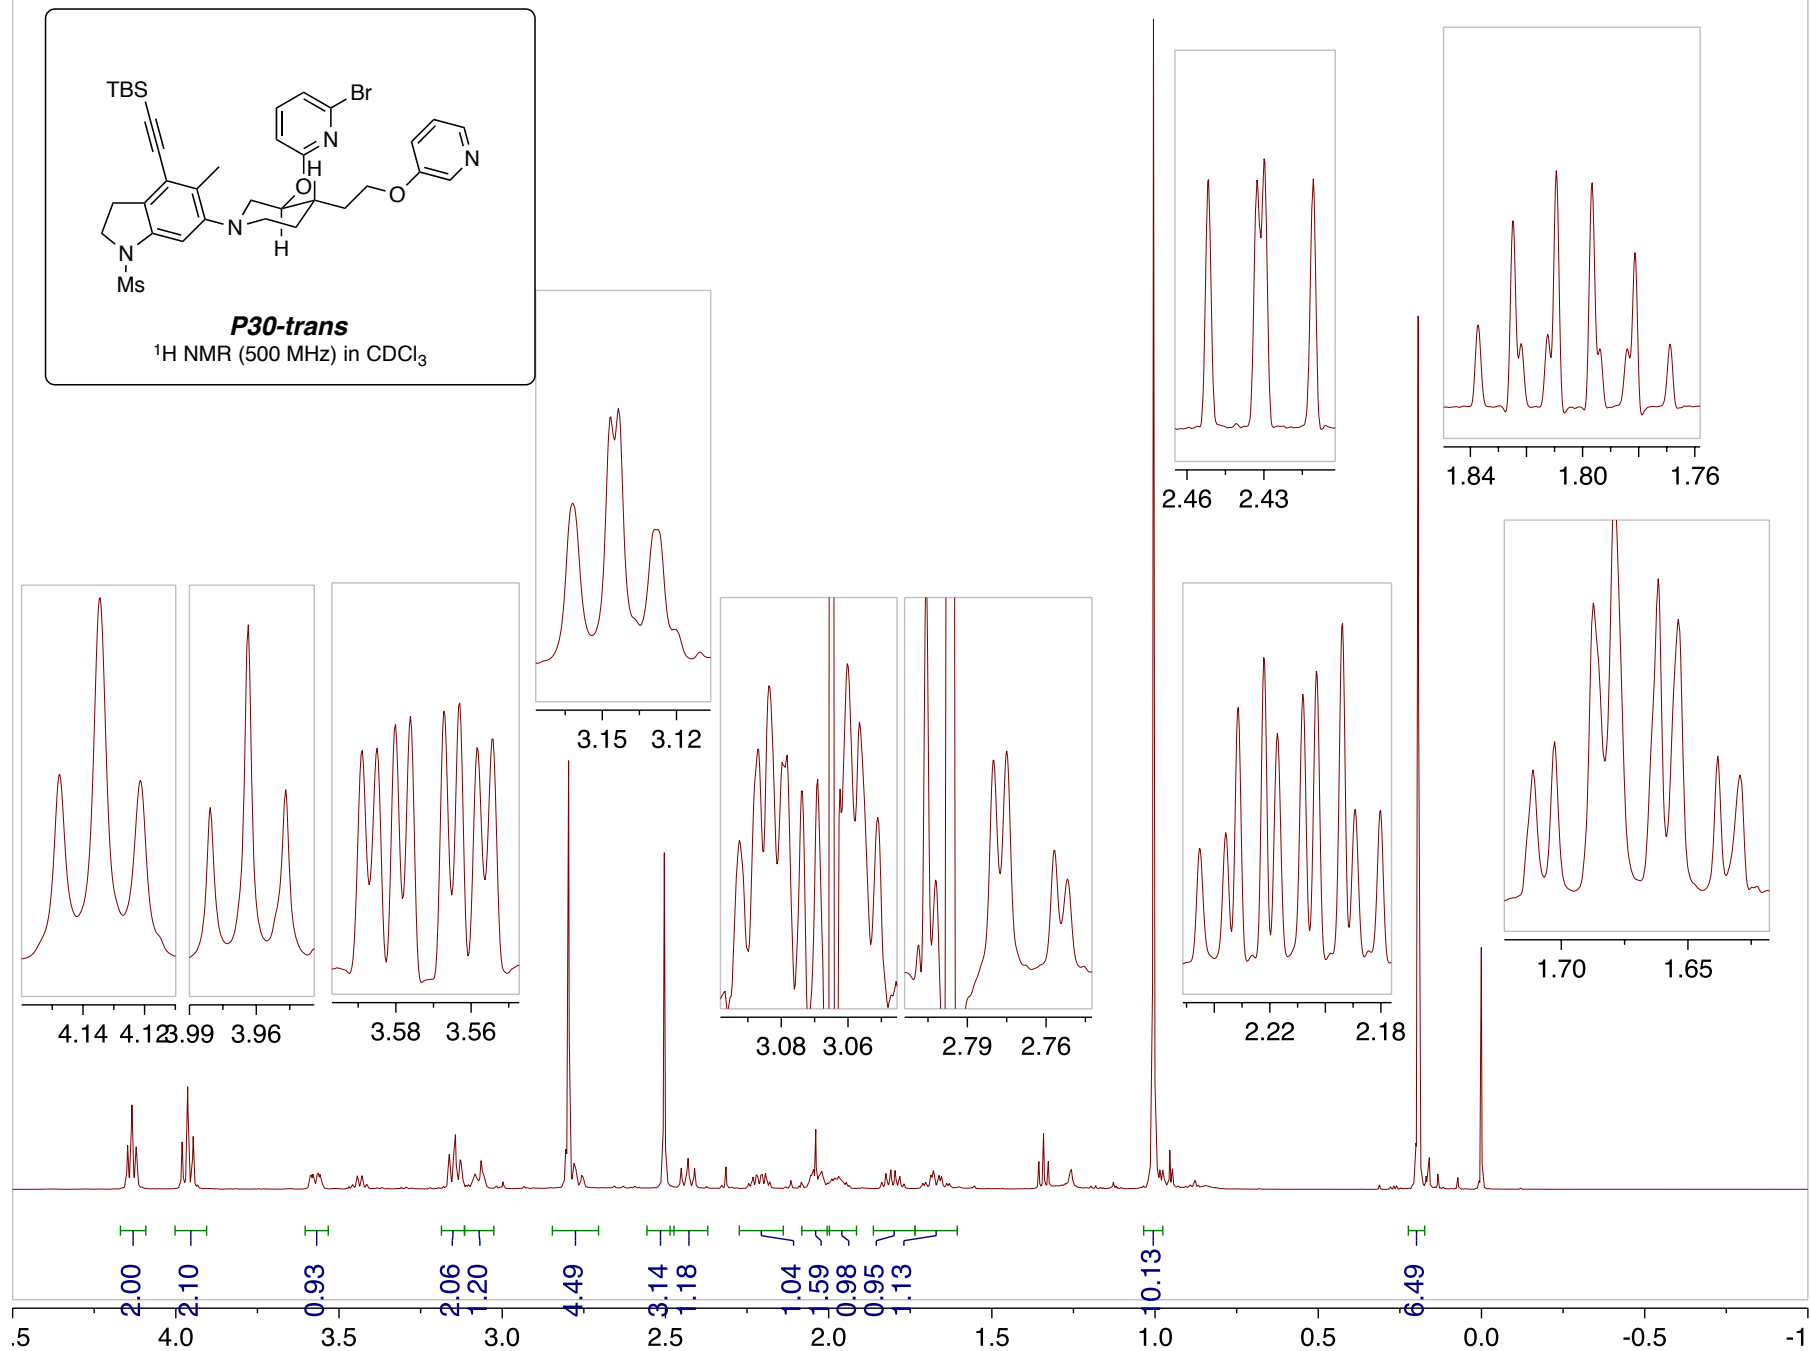 TBS
Br
N
H
N
O
O
N
H
N
Ms
P30-trans
¹H NMR (500 MHz) in CDCl₃
2.46 2.43
1.84 1.80 1.76
3.15 3.12
1.70 1.65
4.14 4.12
3.99 3.96
3.58 3.56
3.08 3.06
2.79 2.76
2.22 2.18
2.00
2.10
0.93
2.06
1.20
4.49
3.14
1.18
1.04
1.59
0.98
0.95
1.13
10.13
6.49
.5 4.0 3.5 3.0 2.5 2.0 1.5 1.0 0.5 0.0 -0.5 -1